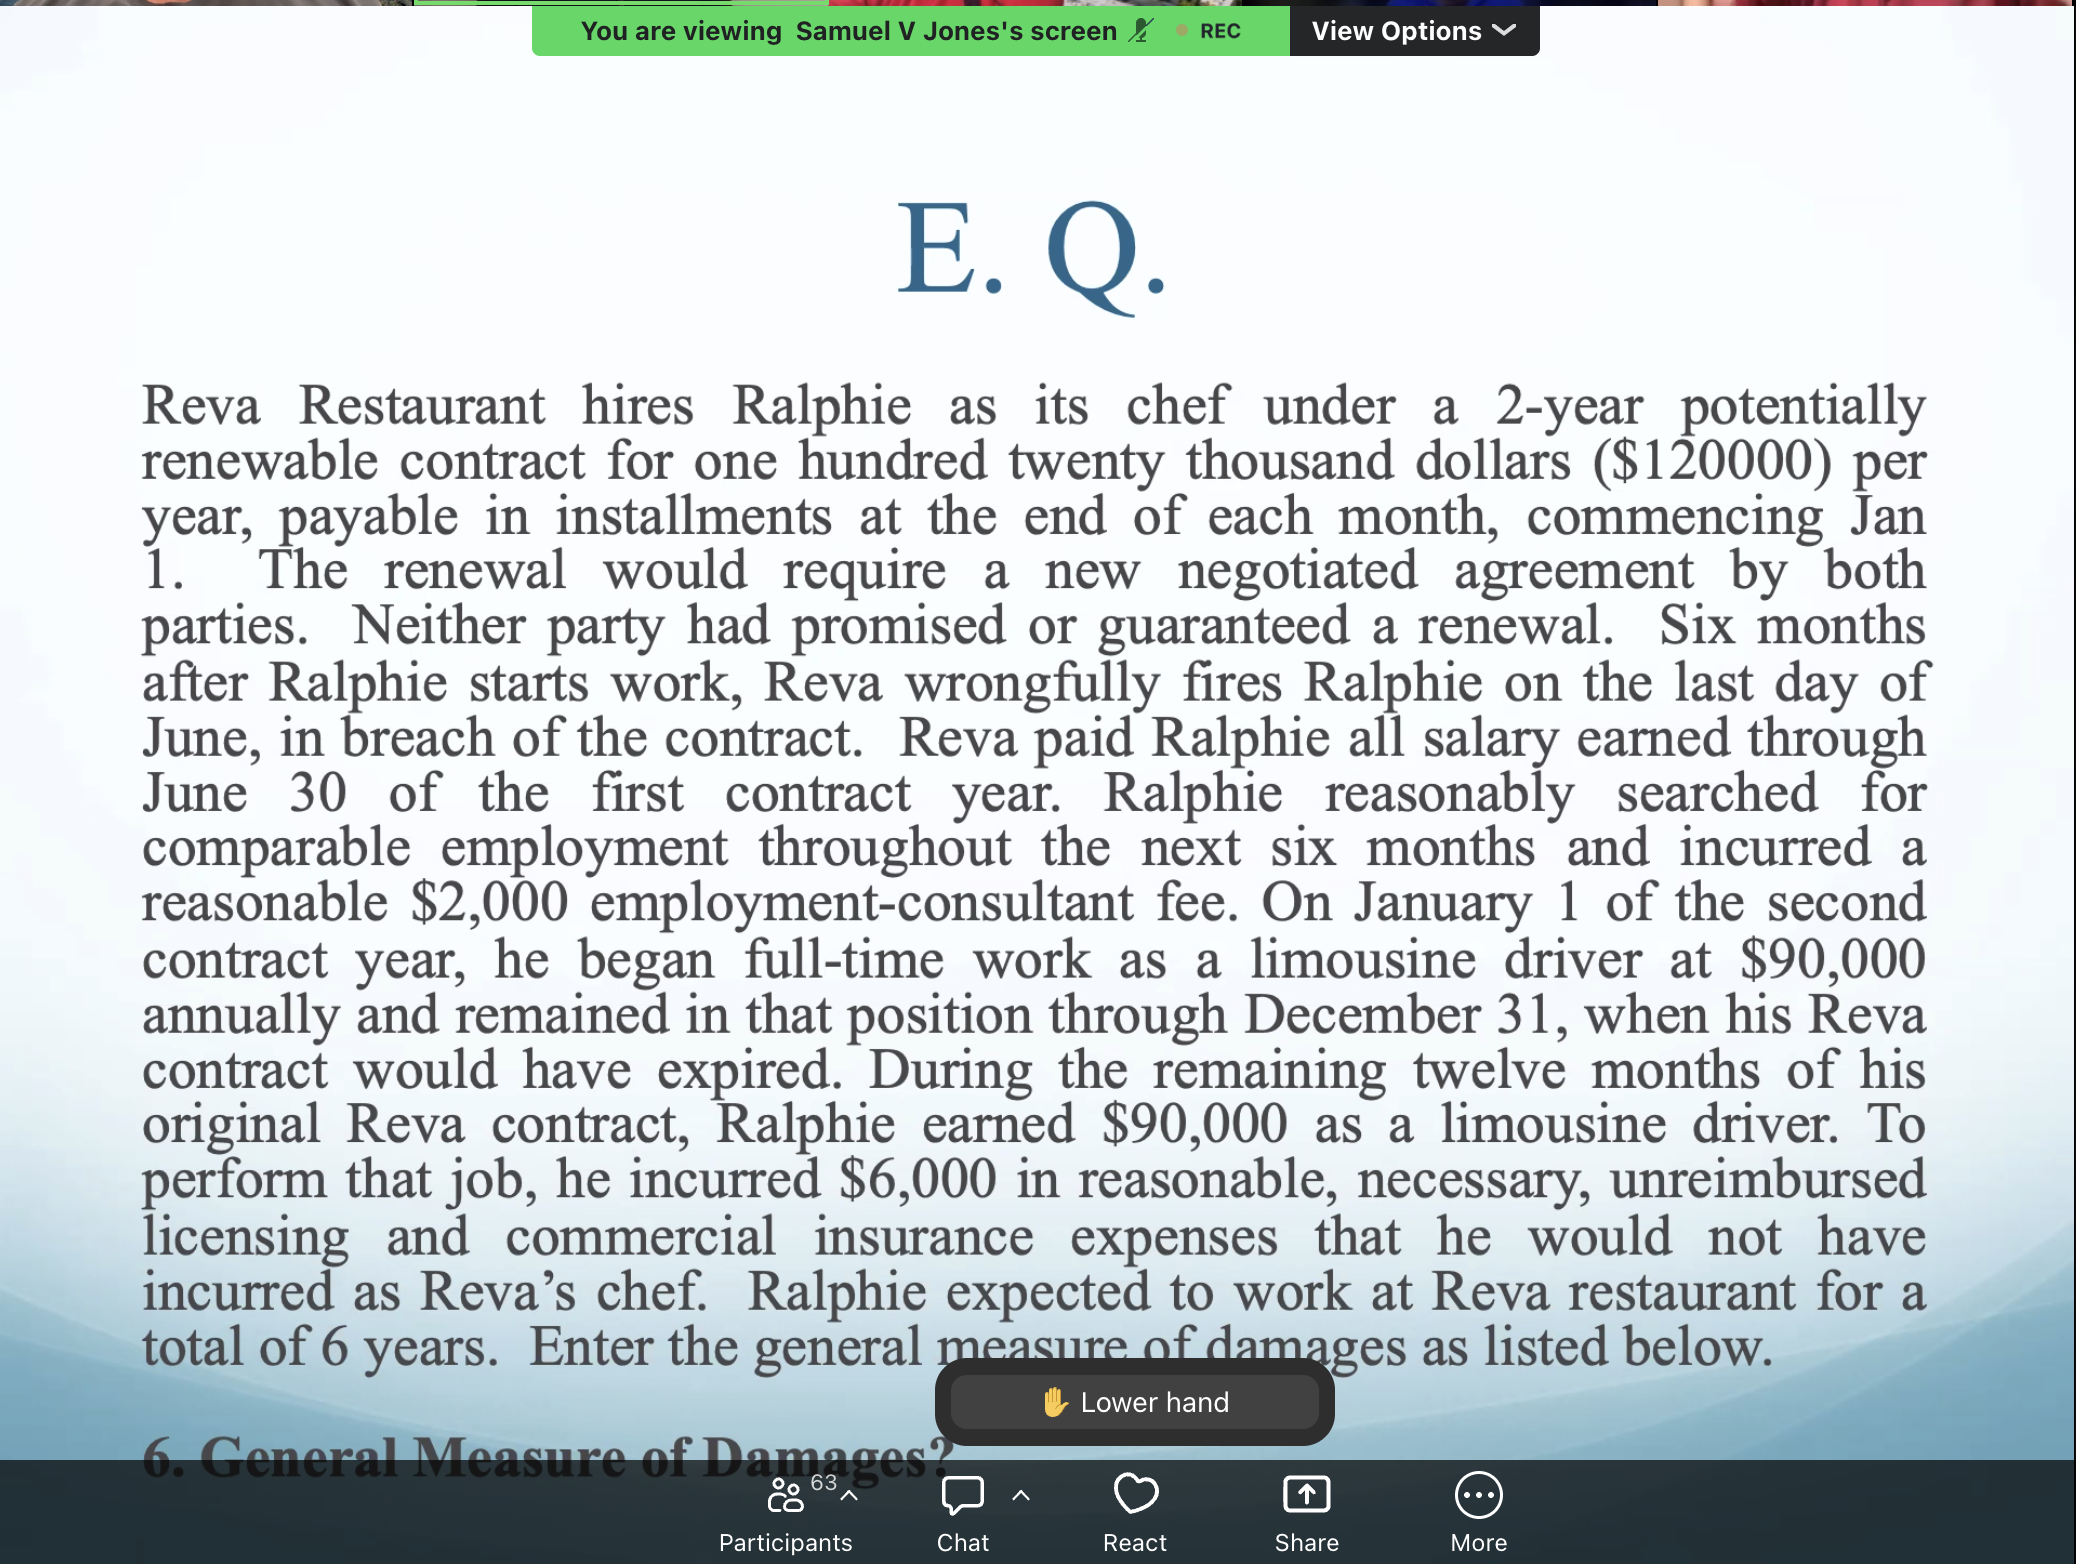 You are viewing Samuel V Jones's screen REC View Options
E. Q.
Reva Restaurant hires Ralphie as its chef under a 2-year potentially
renewable contract for one hundred twenty thousand dollars ($120000) per
year, payable in installments at the end of each month, commencing Jan
1. The renewal would require a new negotiated agreement by both
parties. Neither party had promised or guaranteed a renewal. Six months
after Ralphie starts work, Reva wrongfully fires Ralphie on the last day of
June, in breach of the contract. Reva paid Ralphie all salary earned through
June 30 of the first contract year. Ralphie reasonably searched for
comparable employment throughout the next six months and incurred a
reasonable $2,000 employment-consultant fee. On January 1 of the second
contract year, he began full-time work as a limousine driver at $90,000
annually and remained in that position through December 31, when his Reva
contract would have expired. During the remaining twelve months of his
original Reva contract, Ralphie earned $90,000 as a limousine driver. To
perform that job, he incurred $6,000 in reasonable, necessary, unreimbursed
licensing and commercial insurance expenses that he would not have
incurred as Reva’s chef. Ralphie expected to work at Reva restaurant for a
total of 6 years. Enter the general measure of damages as listed below.
Lower hand
6. General Measure of Damages?
63
Participants Chat React Share More